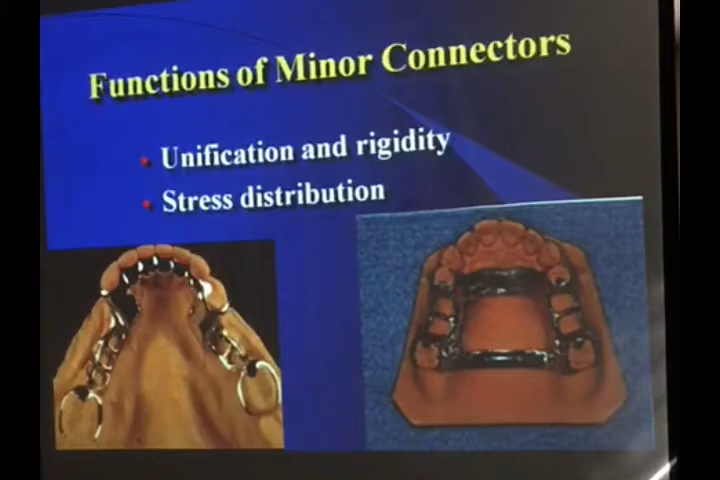 Functions of Minor Connectors
• Unification and rigidity
• Stress distribution